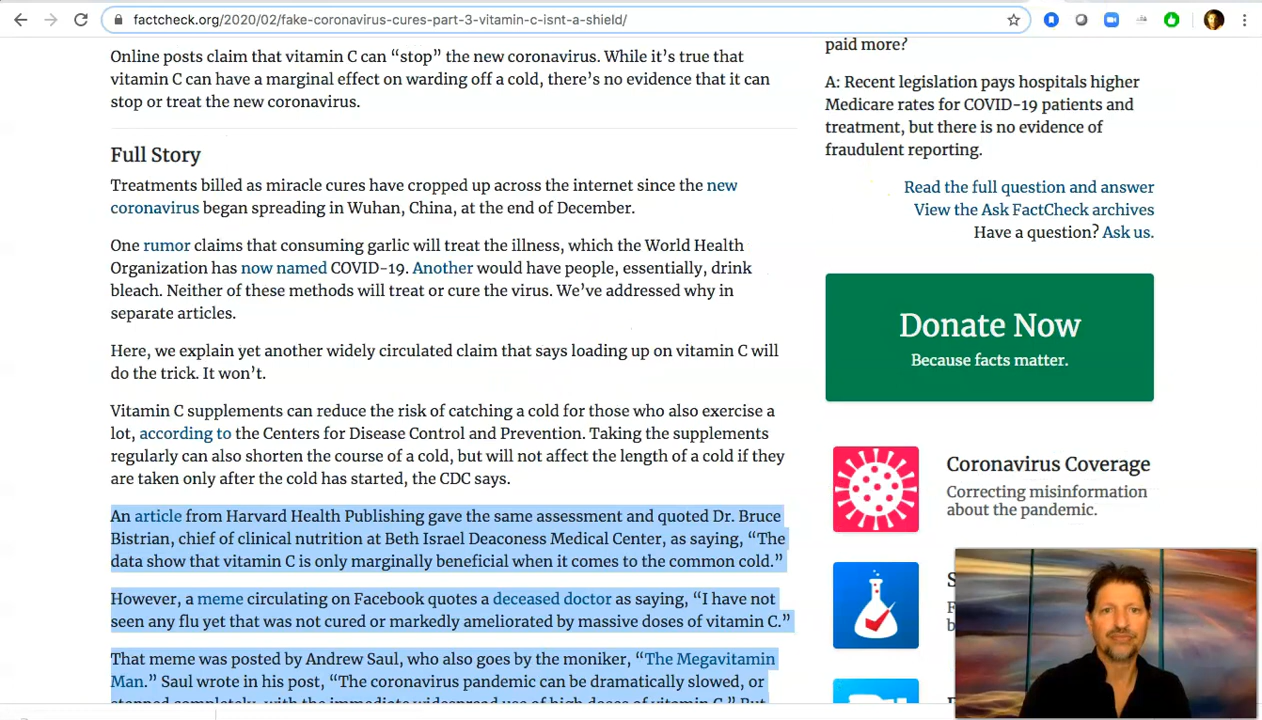 factcheck.org/2020/02/fake-coronavirus-cures-part-3-vitamin-c-isnt-a-shield/
Online posts claim that vitamin C can “stop” the new coronavirus. While it’s true that
vitamin C can have a marginal effect on warding off a cold, there’s no evidence that it can
stop or treat the new coronavirus.
Full Story
Treatments billed as miracle cures have cropped up across the internet since the new
coronavirus began spreading in Wuhan, China, at the end of December.
One rumor claims that consuming garlic will treat the illness, which the World Health
Organization has now named COVID-19. Another would have people, essentially, drink
bleach. Neither of these methods will treat or cure the virus. We’ve addressed why in
separate articles.
Here, we explain yet another widely circulated claim that says loading up on vitamin C will
do the trick. It won’t.
Vitamin C supplements can reduce the risk of catching a cold for those who also exercise a
lot, according to the Centers for Disease Control and Prevention. Taking the supplements
regularly can also shorten the course of a cold, but will not affect the length of a cold if they
are taken only after the cold has started, the CDC says.
An article from Harvard Health Publishing gave the same assessment and quoted Dr. Bruce
Bistrian, chief of clinical nutrition at Beth Israel Deaconess Medical Center, as saying, “The
data show that vitamin C is only marginally beneficial when it comes to the common cold.”
However, a meme circulating on Facebook quotes a deceased doctor as saying, “I have not
seen any flu yet that was not cured or markedly ameliorated by massive doses of vitamin C.”
That meme was posted by Andrew Saul, who also goes by the moniker, “The Megavitamin
Man.” Saul wrote in his post, “The coronavirus pandemic can be dramatically slowed, or
stopped completely, with the immediate widespread use of high doses of vitamin C.” But
paid more?
A: Recent legislation pays hospitals higher
Medicare rates for COVID-19 patients and
treatment, but there is no evidence of
fraudulent reporting.
Read the full question and answer
View the Ask FactCheck archives
Have a question? Ask us.
Donate Now
Because facts matter.
Coronavirus Coverage
Correcting misinformation
about the pandemic.